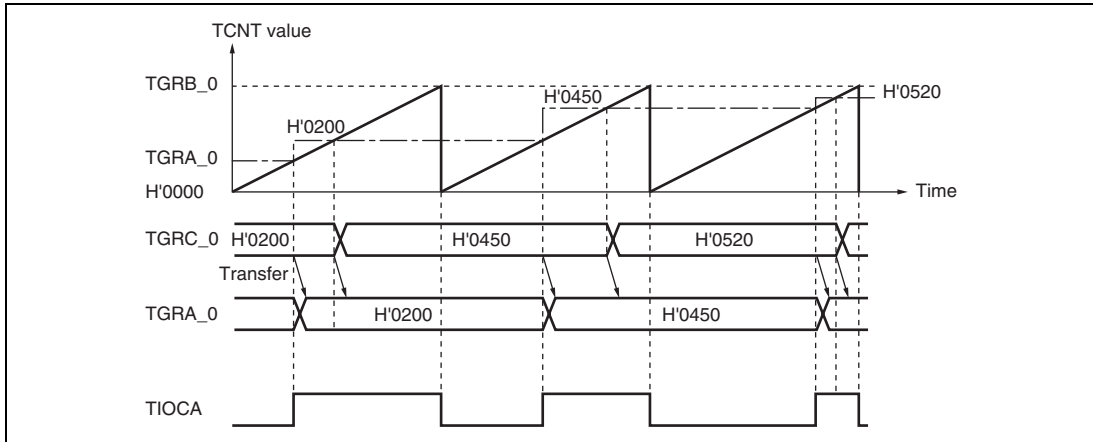 TCNT value
TGRB_0
H'0520
H'0450
H'0200
TGRA_0
H'0000
Time
TGRC_0
H'0200
H'0450
H'0520
Transfer
TGRA_0
H'0200
H'0450
TIOCA